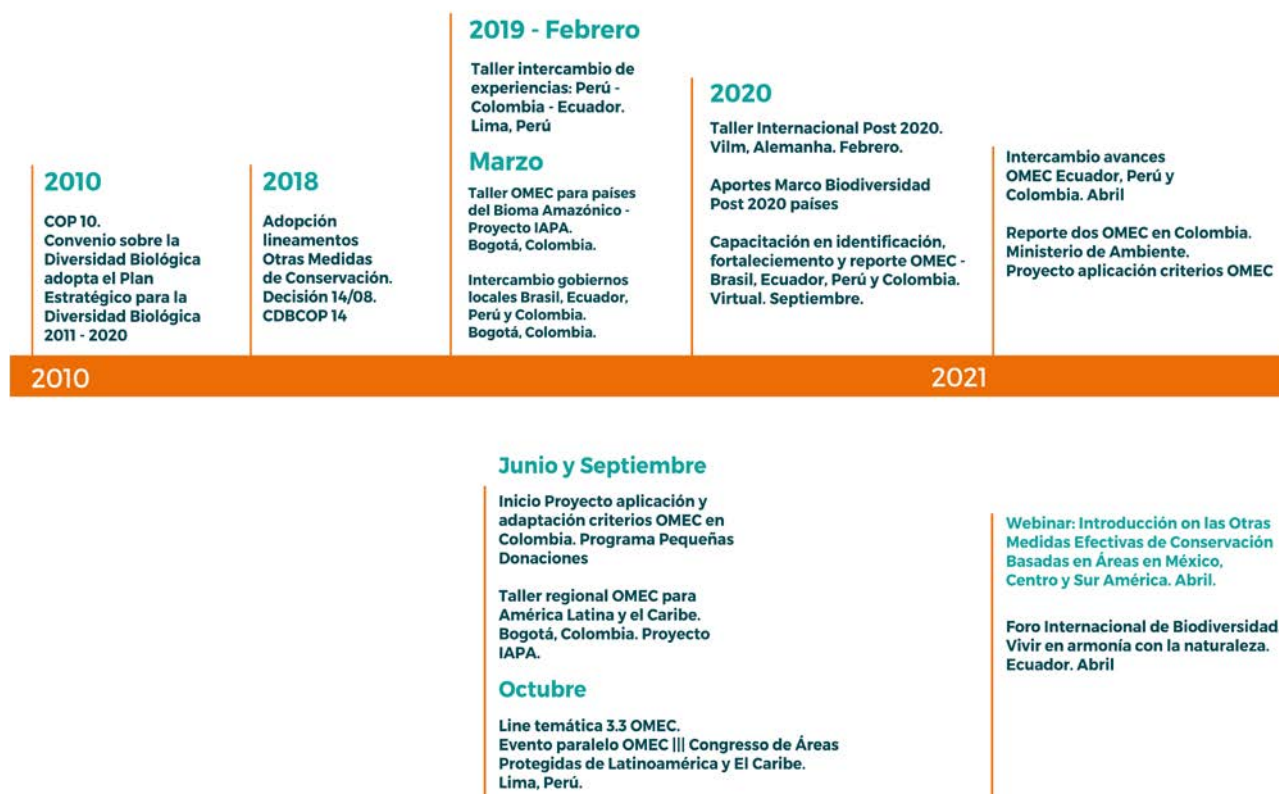 2010
COP 10.
Convenio sobre la
Diversidad Biológica
adopta el Plan
Estratégico para la
Diversidad Biológica
2011 - 2020
2018
Adopción
lineamentos
Otras Medidas
de Conservación.
Decisión 14/08.
CDBCOP 14
2019 - Febrero
Taller intercambio de
experiencias: Perú -
Colombia - Ecuador.
Lima, Perú
Marzo
Taller OMEC para países
del Bioma Amazónico -
Proyecto IAPA.
Bogotá, Colombia.
Intercambio gobiernos
locales Brasil, Ecuador,
Perú y Colombia.
Bogotá, Colombia.
2020
Taller Internacional Post 2020.
Vilm, Alemanha. Febrero.
Aportes Marco Biodiversidad
Post 2020 países
Capacitación en identificación,
fortaleciemento y reporte OMEC -
Brasil, Ecuador, Perú y Colombia.
Virtual. Septiembre.
Intercambio avances
OMEC Ecuador, Perú y
Colombia. Abril
Reporte dos OMEC en Colombia.
Ministerio de Ambiente.
Proyecto aplicación criterios OMEC
2010
2021
Junio y Septiembre
Inicio Proyecto aplicación y
adaptación criterios OMEC en
Colombia. Programa Pequeñas
Donaciones
Taller regional OMEC para
América Latina y el Caribe.
Bogotá, Colombia. Proyecto
IAPA.
Octubre
Line temática 3.3 OMEC.
Evento paralelo OMEC ||| Congresso de Áreas
Protegidas de Latinoamérica y El Caribe.
Lima, Perú.
Webinar: Introducción on las Otras
Medidas Efectivas de Conservación
Basadas en Áreas en México,
Centro y Sur América. Abril.
Foro Internacional de Biodiversidad
Vivir en armonía con la naturaleza.
Ecuador. Abril